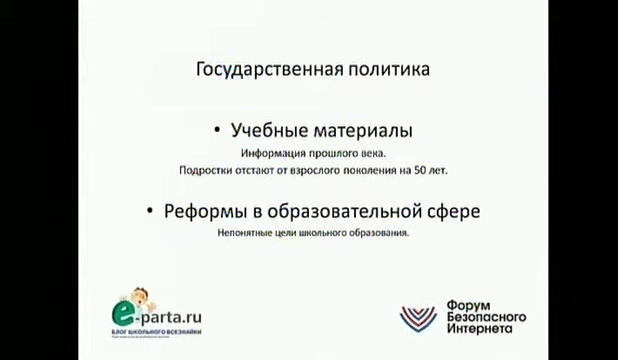 Государственная политика
• Учебные материалы
Информация прошлого века.
Подростки отстают от взрослого поколения на 50 лет.
• Реформы в образовательной сфере
Непонятные цели школьного образования.
e-parta.ru
БЛОГ ШКОЛЬНОГО ВСЕЗНАЙКИ
Форум
Безопасного
Интернета